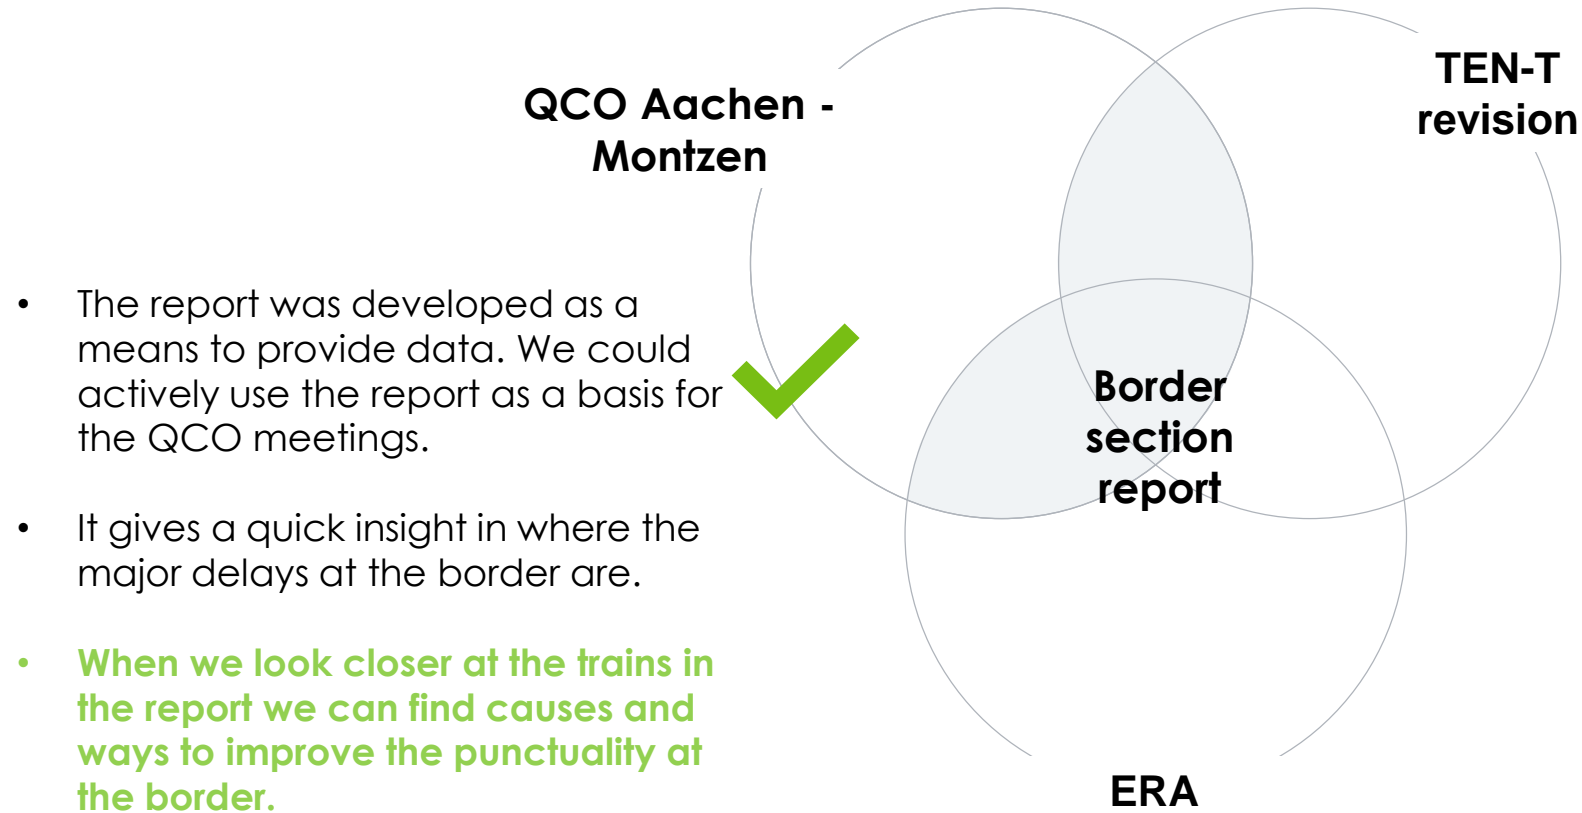 QCO Aachen -
Montzen
TEN-T
revision
• The report was developed as a
means to provide data. We could
actively use the report as a basis for
the QCO meetings.
• It gives a quick insight in where the
major delays at the border are.
• When we look closer at the trains in
the report we can find causes and
ways to improve the punctuality at
the border.
Border
section
report
ERA